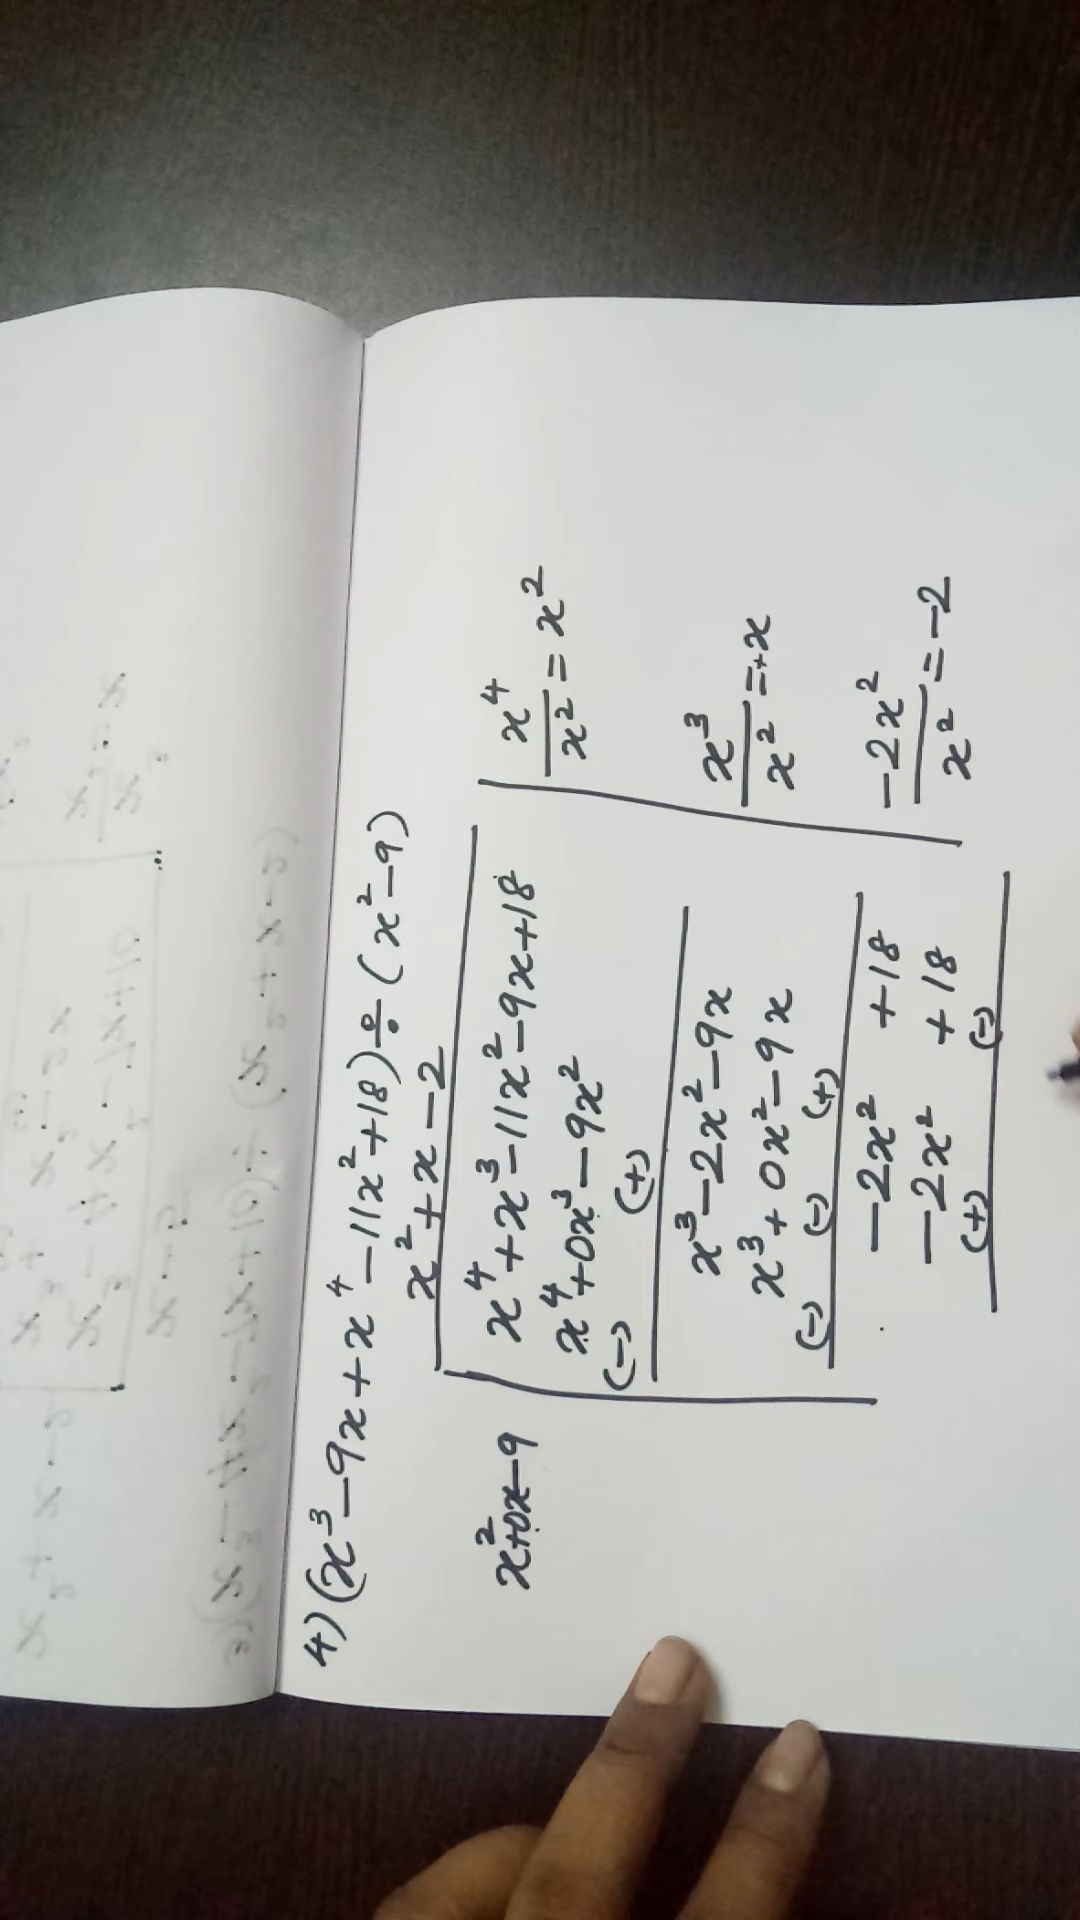 4) (x³ - 9x + x⁴ - 11x² + 18) ÷ (x² - 9)
x² + x - 2
x² + 0x - 9
x⁴ + x³ - 11x² - 9x + 18
x⁴ + 0x³ - 9x²
(-) (+)
x³ - 2x² - 9x
x³ + 0x² - 9x
(-) (-) (+)
-2x² + 18
-2x² + 18
(+) (-)
x⁴/x² = x²
x³/x² = +x
-2x²/x² = -2